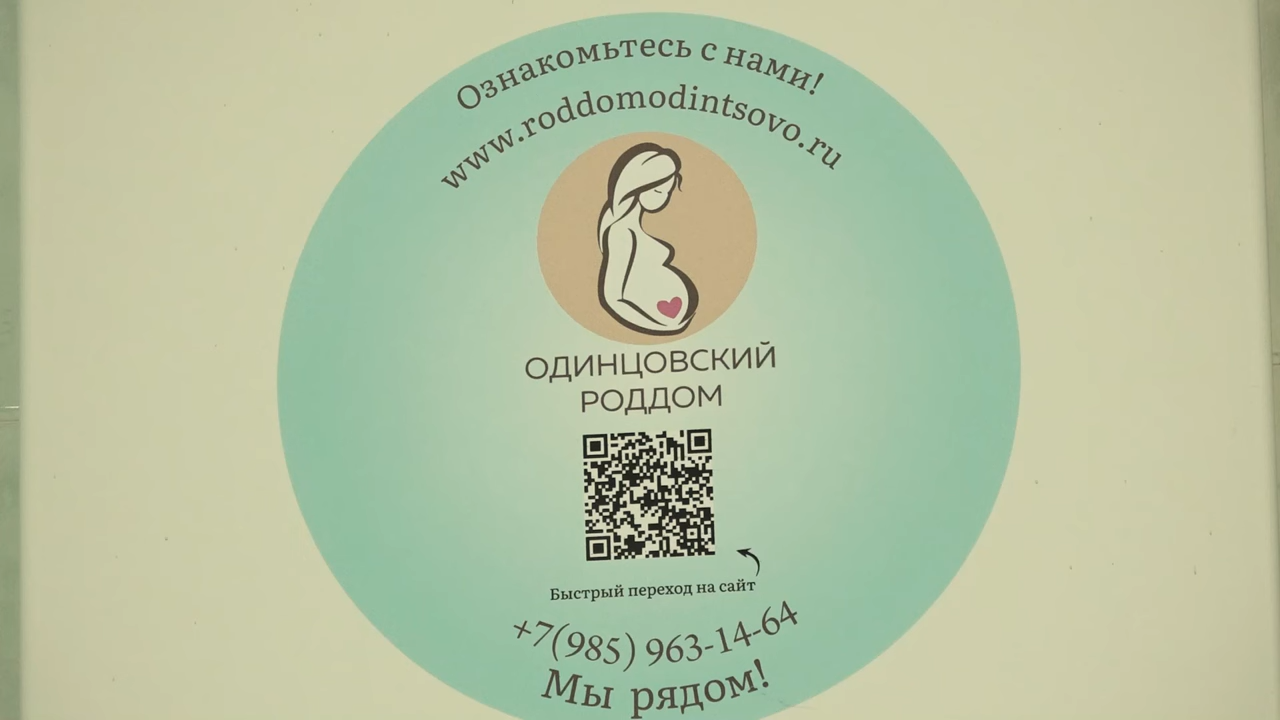 Ознакомьтесь с нами!
www.roddomodintsovo.ru
ОДИНЦОВСКИЙ
РОДДОМ
Быстрый переход на сайт
+7(985) 963-14-64
Мы рядом!